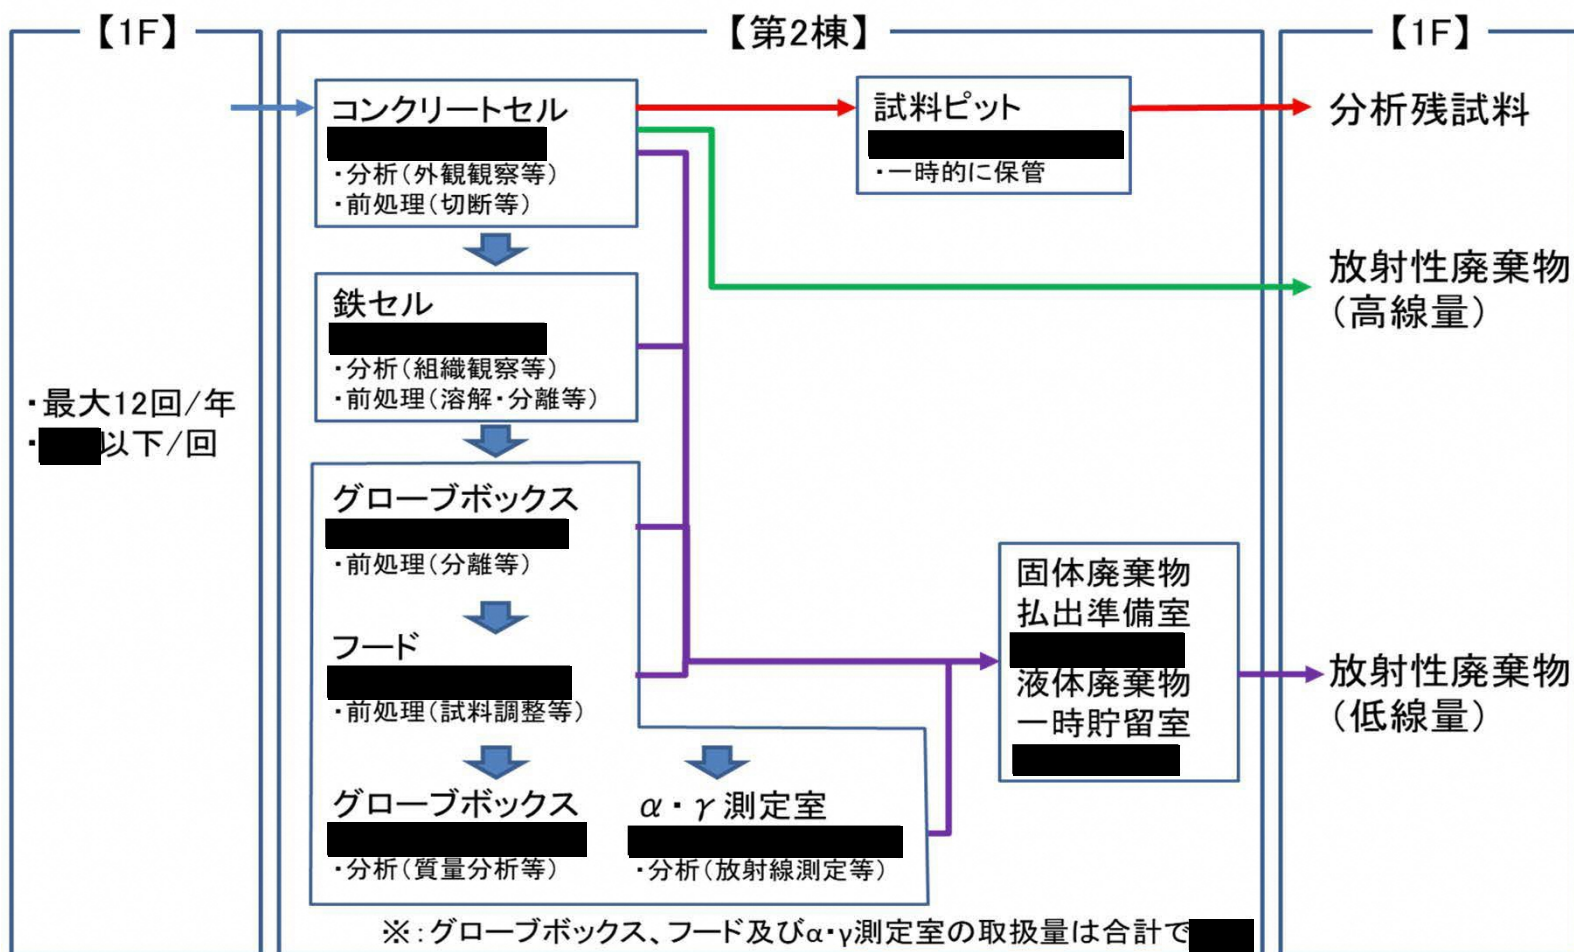 【1F】
【第2棟】
【1F】
コンクリートセル
・分析(外観観察等)
・前処理(切断等)
試料ピット
・一時的に保管
分析残試料
放射性廃棄物
(高線量)
鉄セル
・分析(組織観察等)
・前処理(溶解・分離等)
・最大12回/年
・以下/回
グローブボックス
・前処理(分離等)
フード
・前処理(試料調整等)
グローブボックス
・分析(質量分析等)
α・γ測定室
・分析(放射線測定等)
固体廃棄物
払出準備室
液体廃棄物
一時貯留室
放射性廃棄物
(低線量)
※:グローブボックス、フード及びα・γ測定室の取扱量は合計で